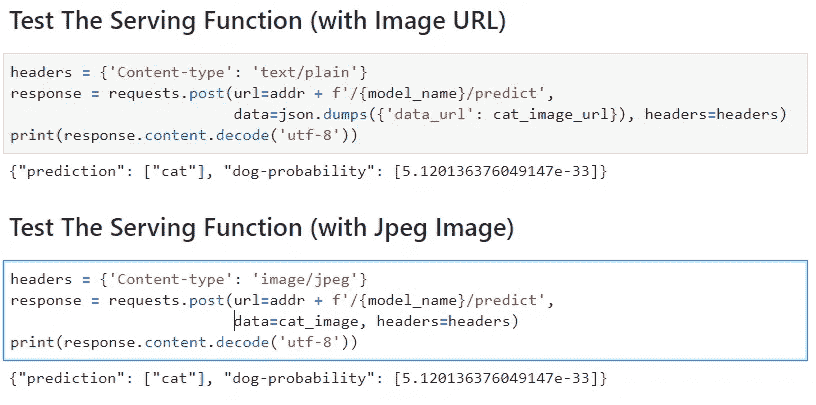 Test The Serving Function (with Image URL)
headers = {'Content-type': 'text/plain'}
response = requests.post(url=addr + f'/{model_name}/predict',
                         data=json.dumps({'data_url': cat_image_url}), headers=headers)
print(response.content.decode('utf-8'))
{"prediction": ["cat"], "dog-probability": [5.120136376049147e-33]}
Test The Serving Function (with Jpeg Image)
headers = {'Content-type': 'image/jpeg'}
response = requests.post(url=addr + f'/{model_name}/predict',
                         data=cat_image, headers=headers)
print(response.content.decode('utf-8'))
{"prediction": ["cat"], "dog-probability": [5.120136376049147e-33]}